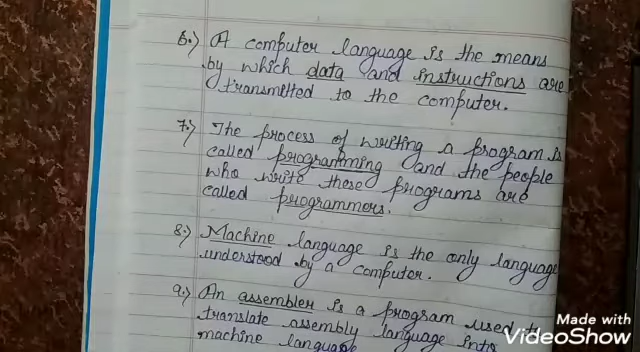 6.) A computer language is the means
by which data and instructions are
transmitted to the computer.
7.) The process of writing a program is
called programming and the people
who write these programs are
called programmers.
8.) Machine language is the only language
understood by a computer.
9.) An assembler is a program used to
translate assembly language into
machine language
Made with
VideoShow